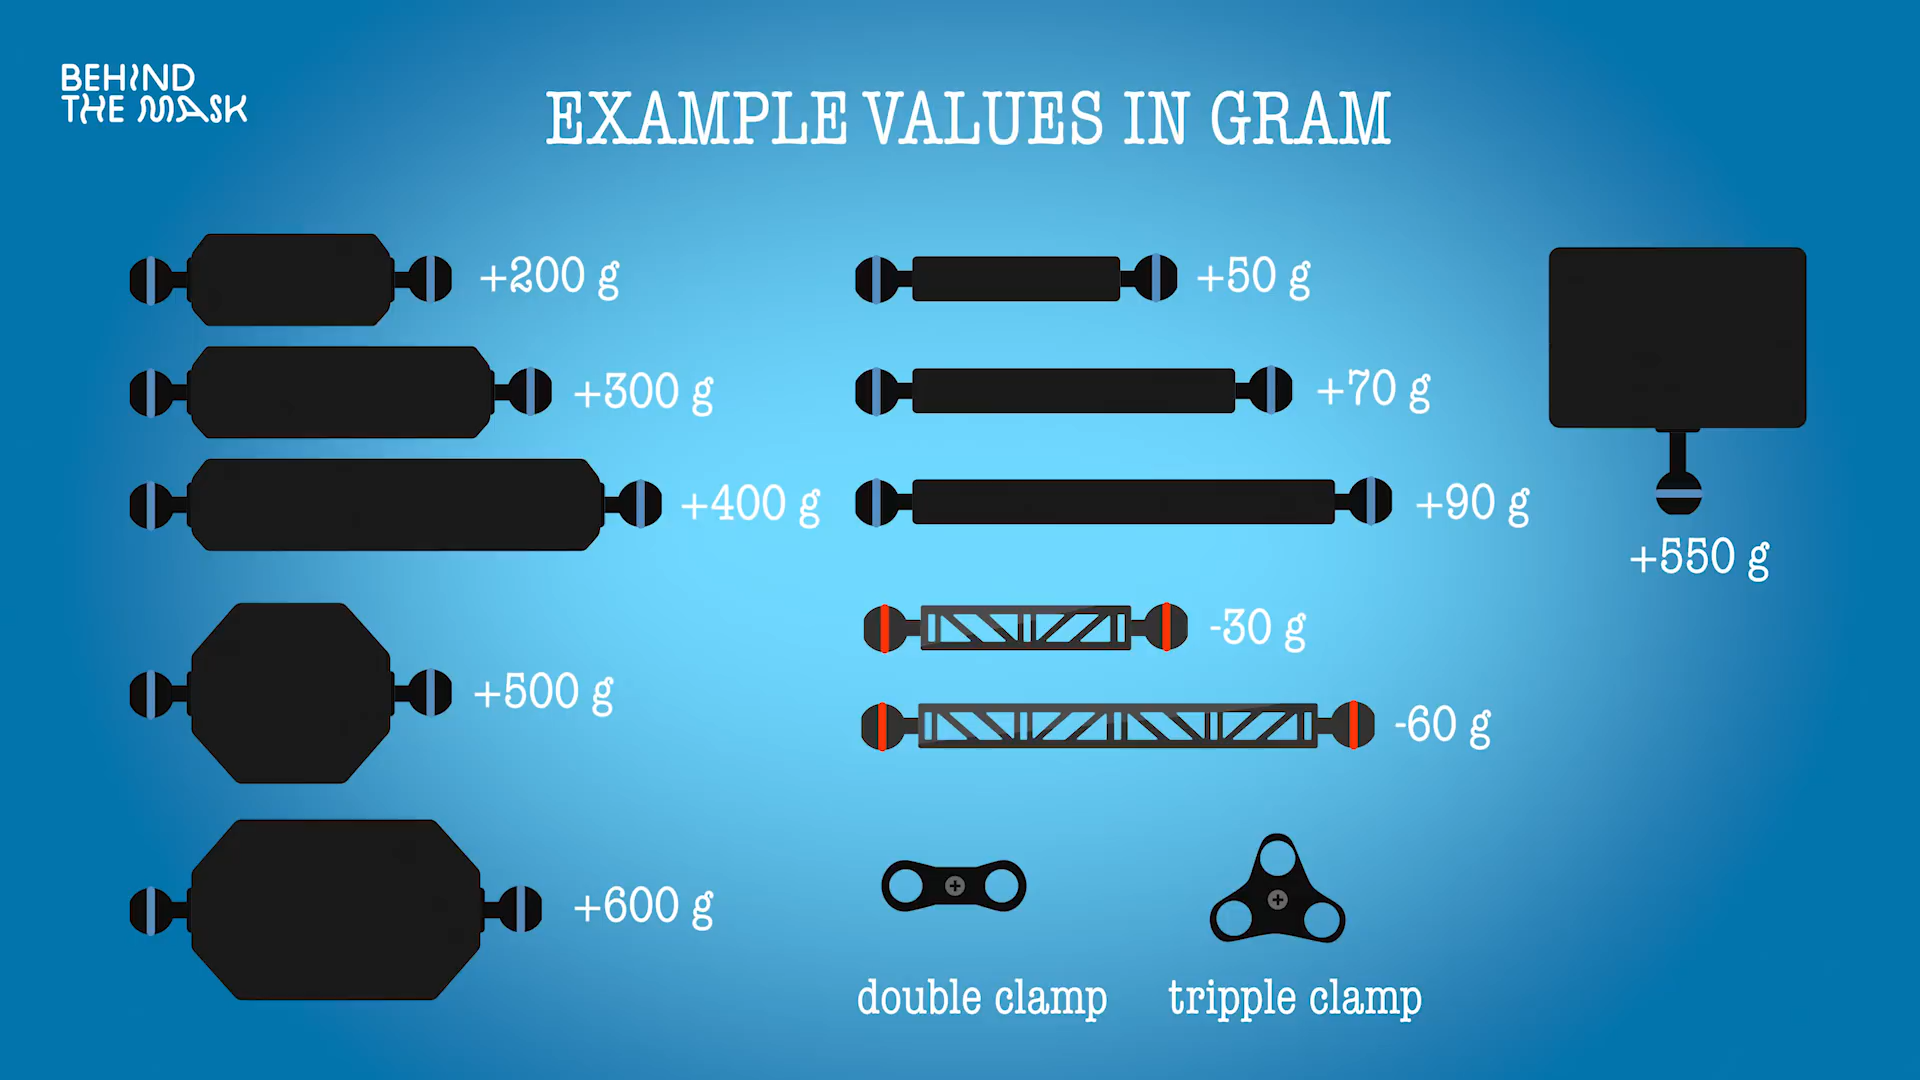 BEHIND
THE MASK
EXAMPLE VALUES IN GRAM
+200 g
+300 g
+400 g
+500 g
+600 g
+50 g
+70 g
+90 g
-30 g
-60 g
+550 g
double clamp
tripple clamp